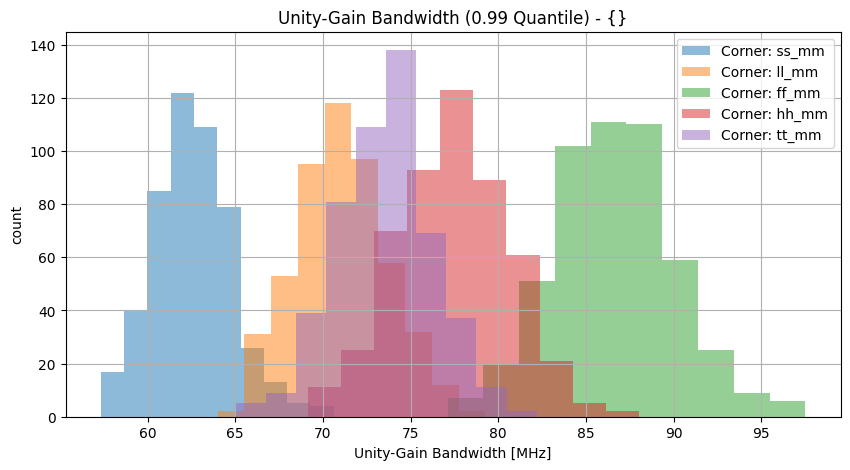 Unity-Gain Bandwidth (0.99 Quantile) - {}
140
120
100
80
60
40
20
0
count
60 65 70 75 80 85 90 95
Unity-Gain Bandwidth [MHz]
Corner: ss_mm
Corner: ll_mm
Corner: ff_mm
Corner: hh_mm
Corner: tt_mm